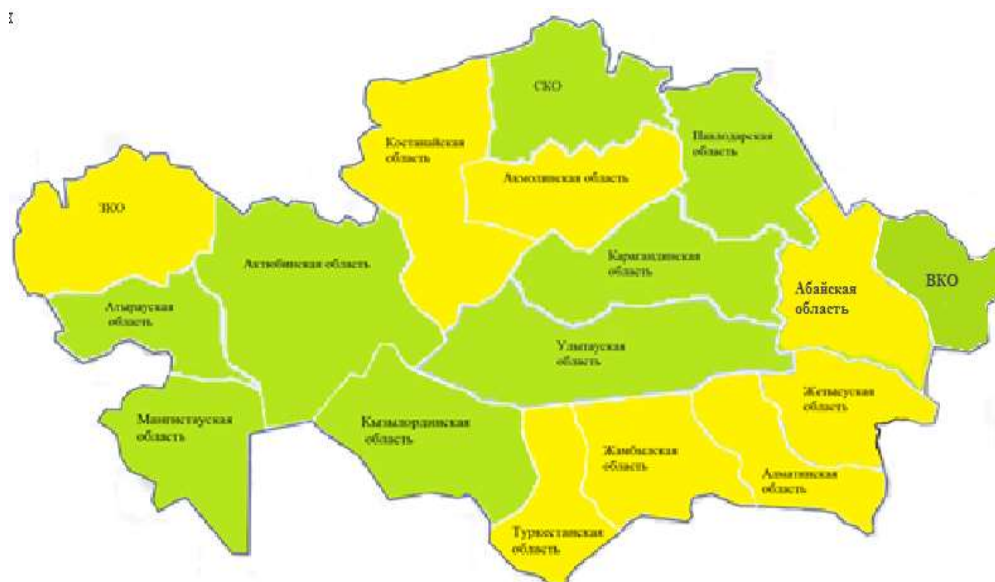 СКО
Костанайская
область
Павлодарская
область
Акмолинская область
ЗКО
Актюбинская область
Карагандинская
область
Абайская
область
ВКО
Атырауская
область
Улытауская
область
Жетысуская
область
Мангистауская
область
Кызылординская
область
Жамбылская
область
Алматинская
область
Туркестанская
область